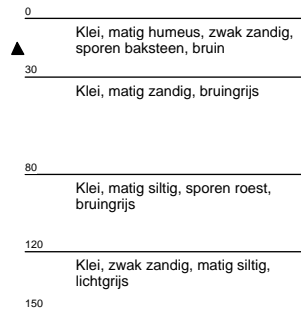 0
Klei, matig humeus, zwak zandig,
sporen baksteen, bruin
30
Klei, matig zandig, bruingrijs
80
Klei, matig siltig, sporen roest,
bruingrijs
120
Klei, zwak zandig, matig siltig,
lichtgrijs
150